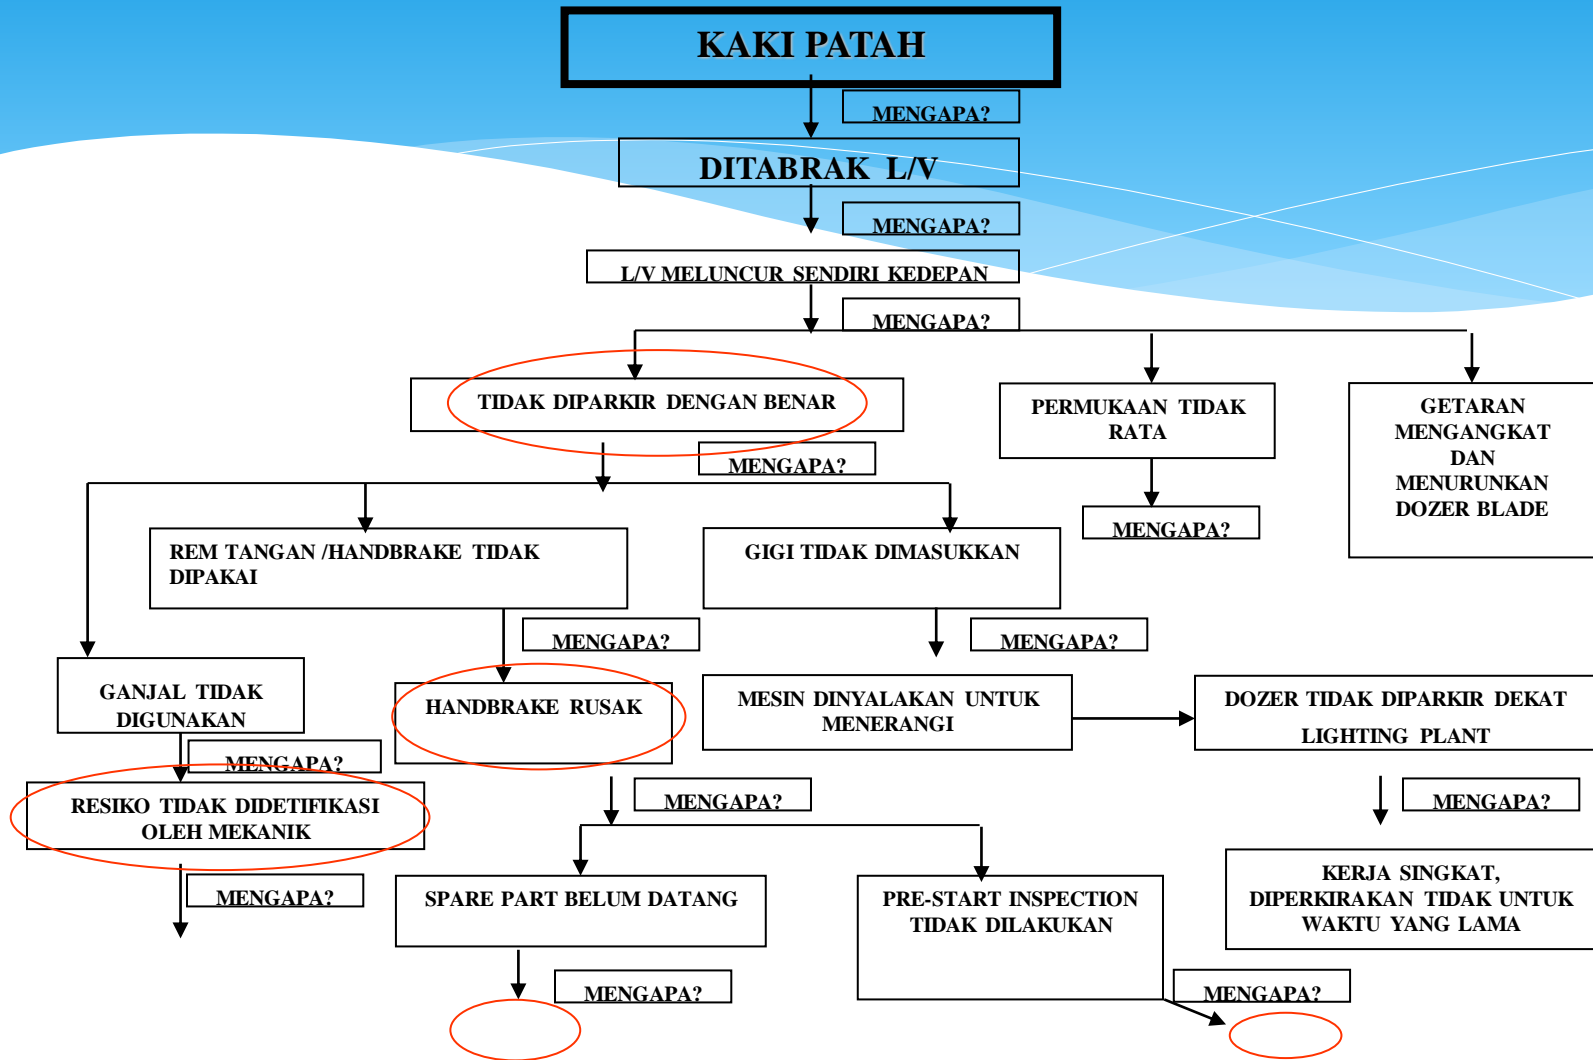 KAKI PATAH
MENGAPA?
DITABRAK L/V
MENGAPA?
L/V MELUNCUR SENDIRI KEDEPAN
MENGAPA?
TIDAK DIPARKIR DENGAN BENAR
PERMUKAAN TIDAK
RATA
GETARAN
MENGANGKAT
DAN
MENURUNKAN
DOZER BLADE
MENGAPA?
MENGAPA?
REM TANGAN /HANDBRAKE TIDAK
DIPAKAI
GIGI TIDAK DIMASUKKAN
MENGAPA?
MENGAPA?
GANJAL TIDAK
DIGUNAKAN
HANDBRAKE RUSAK
MESIN DINYALAKAN UNTUK
MENERANGI
DOZER TIDAK DIPARKIR DEKAT
LIGHTING PLANT
MENGAPA?
MENGAPA?
MENGAPA?
RESIKO TIDAK DIDETIFIKASI
OLEH MEKANIK
MENGAPA?
SPARE PART BELUM DATANG
PRE-START INSPECTION
TIDAK DILAKUKAN
KERJA SINGKAT,
DIPERKIRAKAN TIDAK UNTUK
WAKTU YANG LAMA
MENGAPA?
MENGAPA?